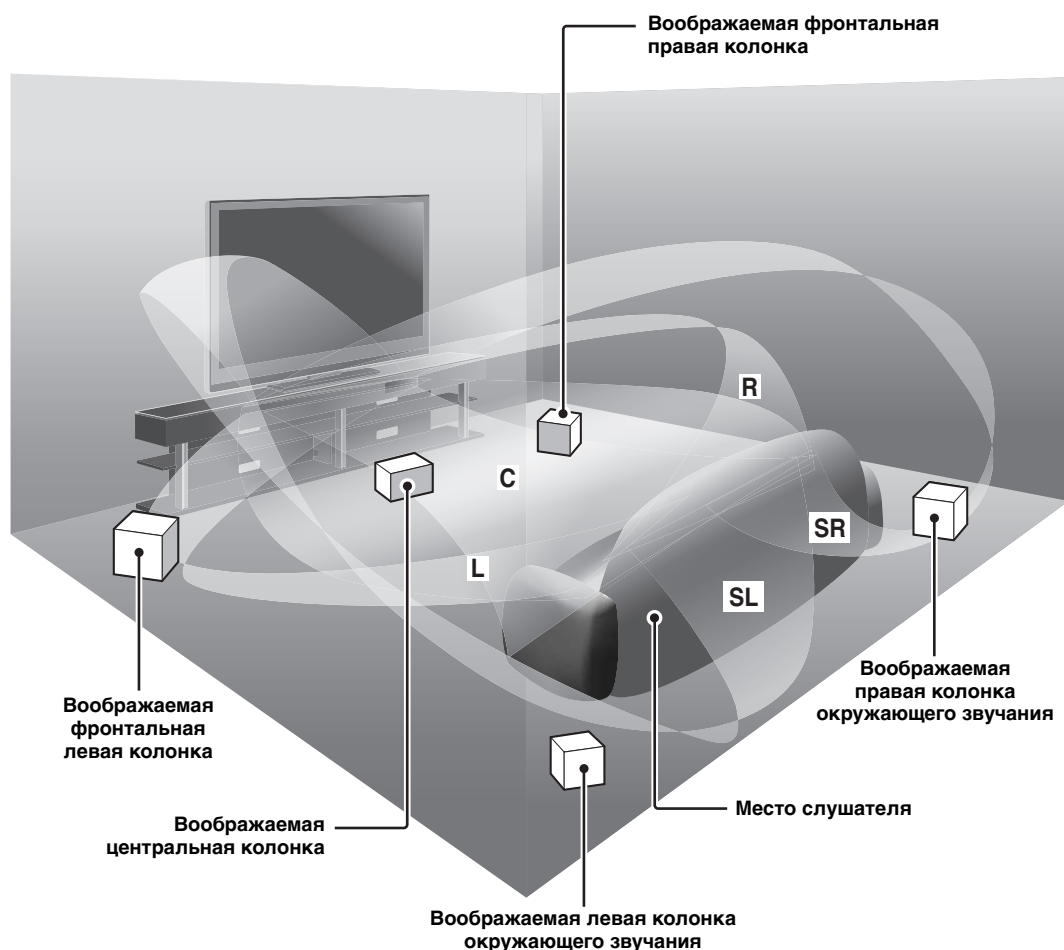 Воображаемая фронтальная
правая колонка
R
C
SR
L
SL
Воображаемая
правая колонка
окружающего звучания
Воображаемая
фронтальная
левая колонка
Место слушателя
Воображаемая
центральная колонка
Воображаемая левая колонка
окружающего звучания